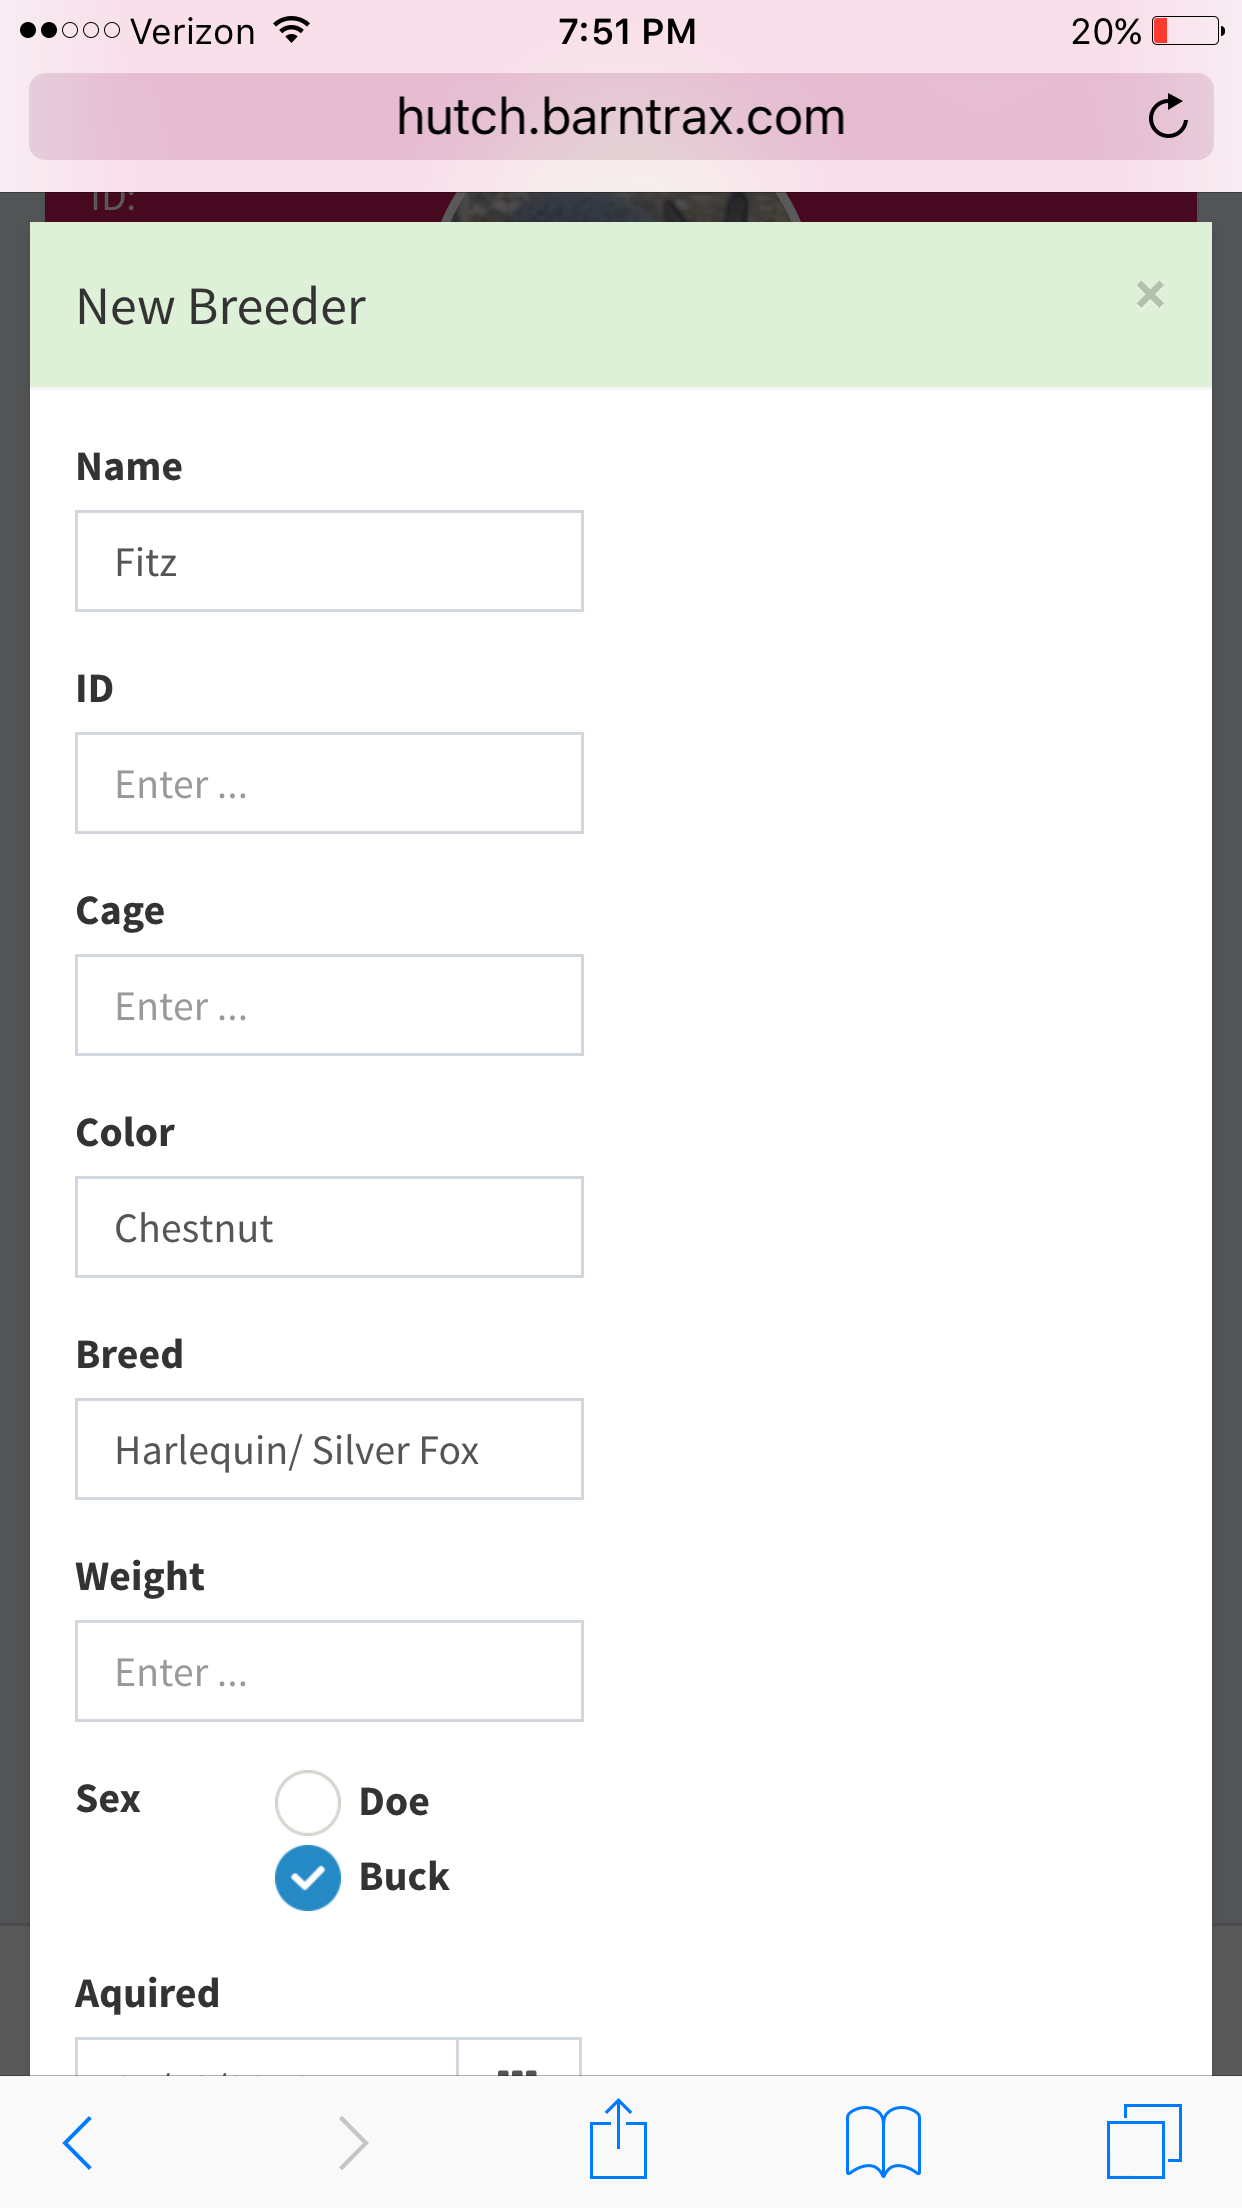 Verizon 7:51 PM 20%
hutch.barntrax.com
ID:
New Breeder ×
Name
Fitz
ID
Enter ...
Cage
Enter ...
Color
Chestnut
Breed
Harlequin/ Silver Fox
Weight
Enter ...
Sex Doe
Buck
Aquired